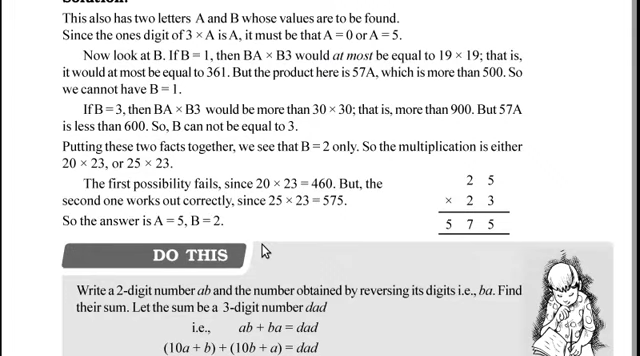 Solution:
This also has two letters A and B whose values are to be found.
Since the ones digit of 3 × A is A, it must be that A = 0 or A = 5.
Now look at B. If B = 1, then BA × B3 would at most be equal to 19 × 19; that is,
it would at most be equal to 361. But the product here is 57A, which is more than 500. So
we cannot have B = 1.
If B = 3, then BA × B3 would be more than 30 × 30; that is, more than 900. But 57A
is less than 600. So, B can not be equal to 3.
Putting these two facts together, we see that B = 2 only. So the multiplication is either
20 × 23, or 25 × 23.
The first possibility fails, since 20 × 23 = 460. But, the
second one works out correctly, since 25 × 23 = 575.
So the answer is A = 5, B = 2.
2 5
× 2 3
5 7 5
DO THIS
Write a 2-digit number ab and the number obtained by reversing its digits i.e., ba. Find
their sum. Let the sum be a 3-digit number dad
i.e., ab + ba = dad
(10a + b) + (10b + a) = dad